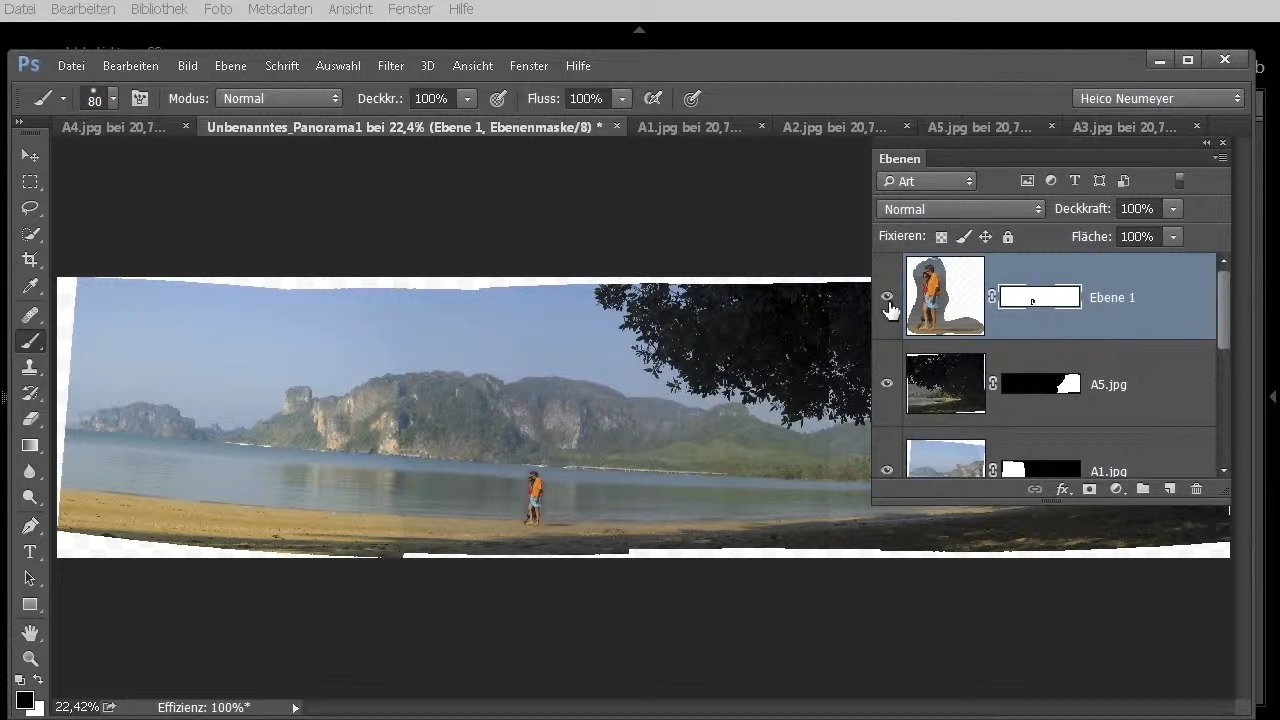 Datei Bearbeiten Bibliothek Foto Metadaten Ansicht Fenster Hilfe
Ps Datei Bearbeiten Bild Ebene Schrift Auswahl Filter 3D Ansicht Fenster Hilfe
80 Modus: Normal Deckkr.: 100% Fluss: 100% Heico Neumeyer
A4.jpg bei 20,7... × Unbenanntes_Panorama1 bei 22,4% (Ebene 1, Ebenenmaske/8) * × A1.jpg bei 20,7... × A2.jpg bei 20,7... × A5.jpg bei 20,7... × A3.jpg bei 20,7... ×
Ebenen
Art
Normal Deckkraft: 100%
Fixieren: Fläche: 100%
Ebene 1
A5.jpg
A1.jpg
fx
22,42% Effizienz: 100%*